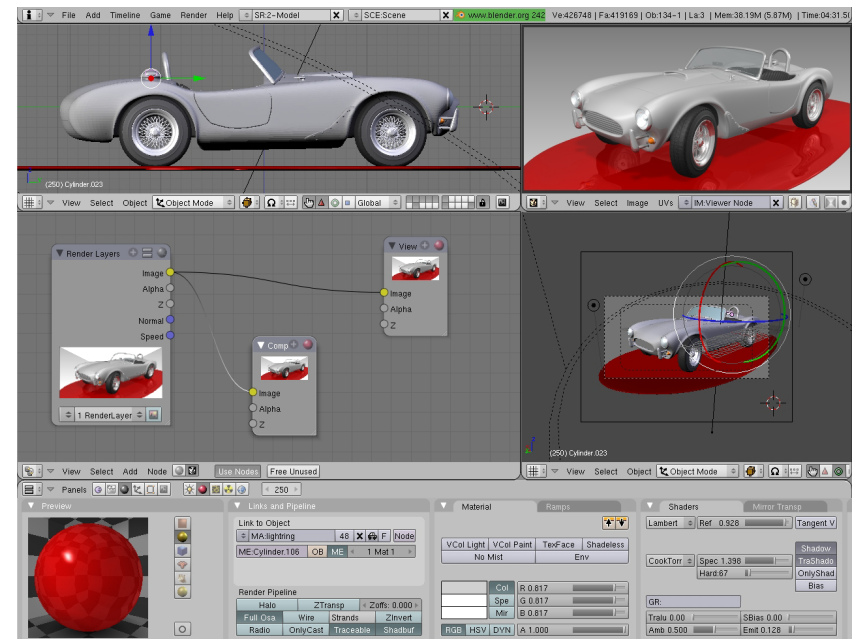 File Add Timeline Game Render Help SR:2-Model X SCE:Scene X www.blender.org 242 Ve:426748 | Fa:419169 | Ob:134-1 | La:3 | Mem:38.19M (5.87M) | Time:04:31.5
(250) Cylinder.023
View Select Object Object Mode Global
View Select Image UVs IM:Viewer Node X
Render Layers
Image
Alpha
Z
Normal
Speed
1 RenderLayer
Comp
Image
Alpha
Z
View
Image
Alpha
Z
(250) Cylinder.023
View Select Add Node Use Nodes Free Unused
View Select Object Object Mode
Panels 250
Preview
Links and Pipeline
Link to Object
MA:lightring 48 X F Node
ME:Cylinder.106 OB ME 1 Mat 1
Render Pipeline
Halo ZTransp Zoffs: 0.000
Full Osa Wire Strands ZInvert
Radio OnlyCast Traceable Shadbuf
Material Ramps
VCol Light VCol Paint TexFace Shadeless
No Mist Env
Col R 0.817
Spe G 0.817
Mir B 0.817
RGB HSV DYN A 1.000
Shaders Mirror Transp
Lambert Ref 0.928 Tangent V
Shadow
CookTorr Spec 1.398 TraShado
Hard:67 OnlyShad
Bias
GR:
Tralu 0.00 SBias 0.00
Amb 0.500 Emit 0.128